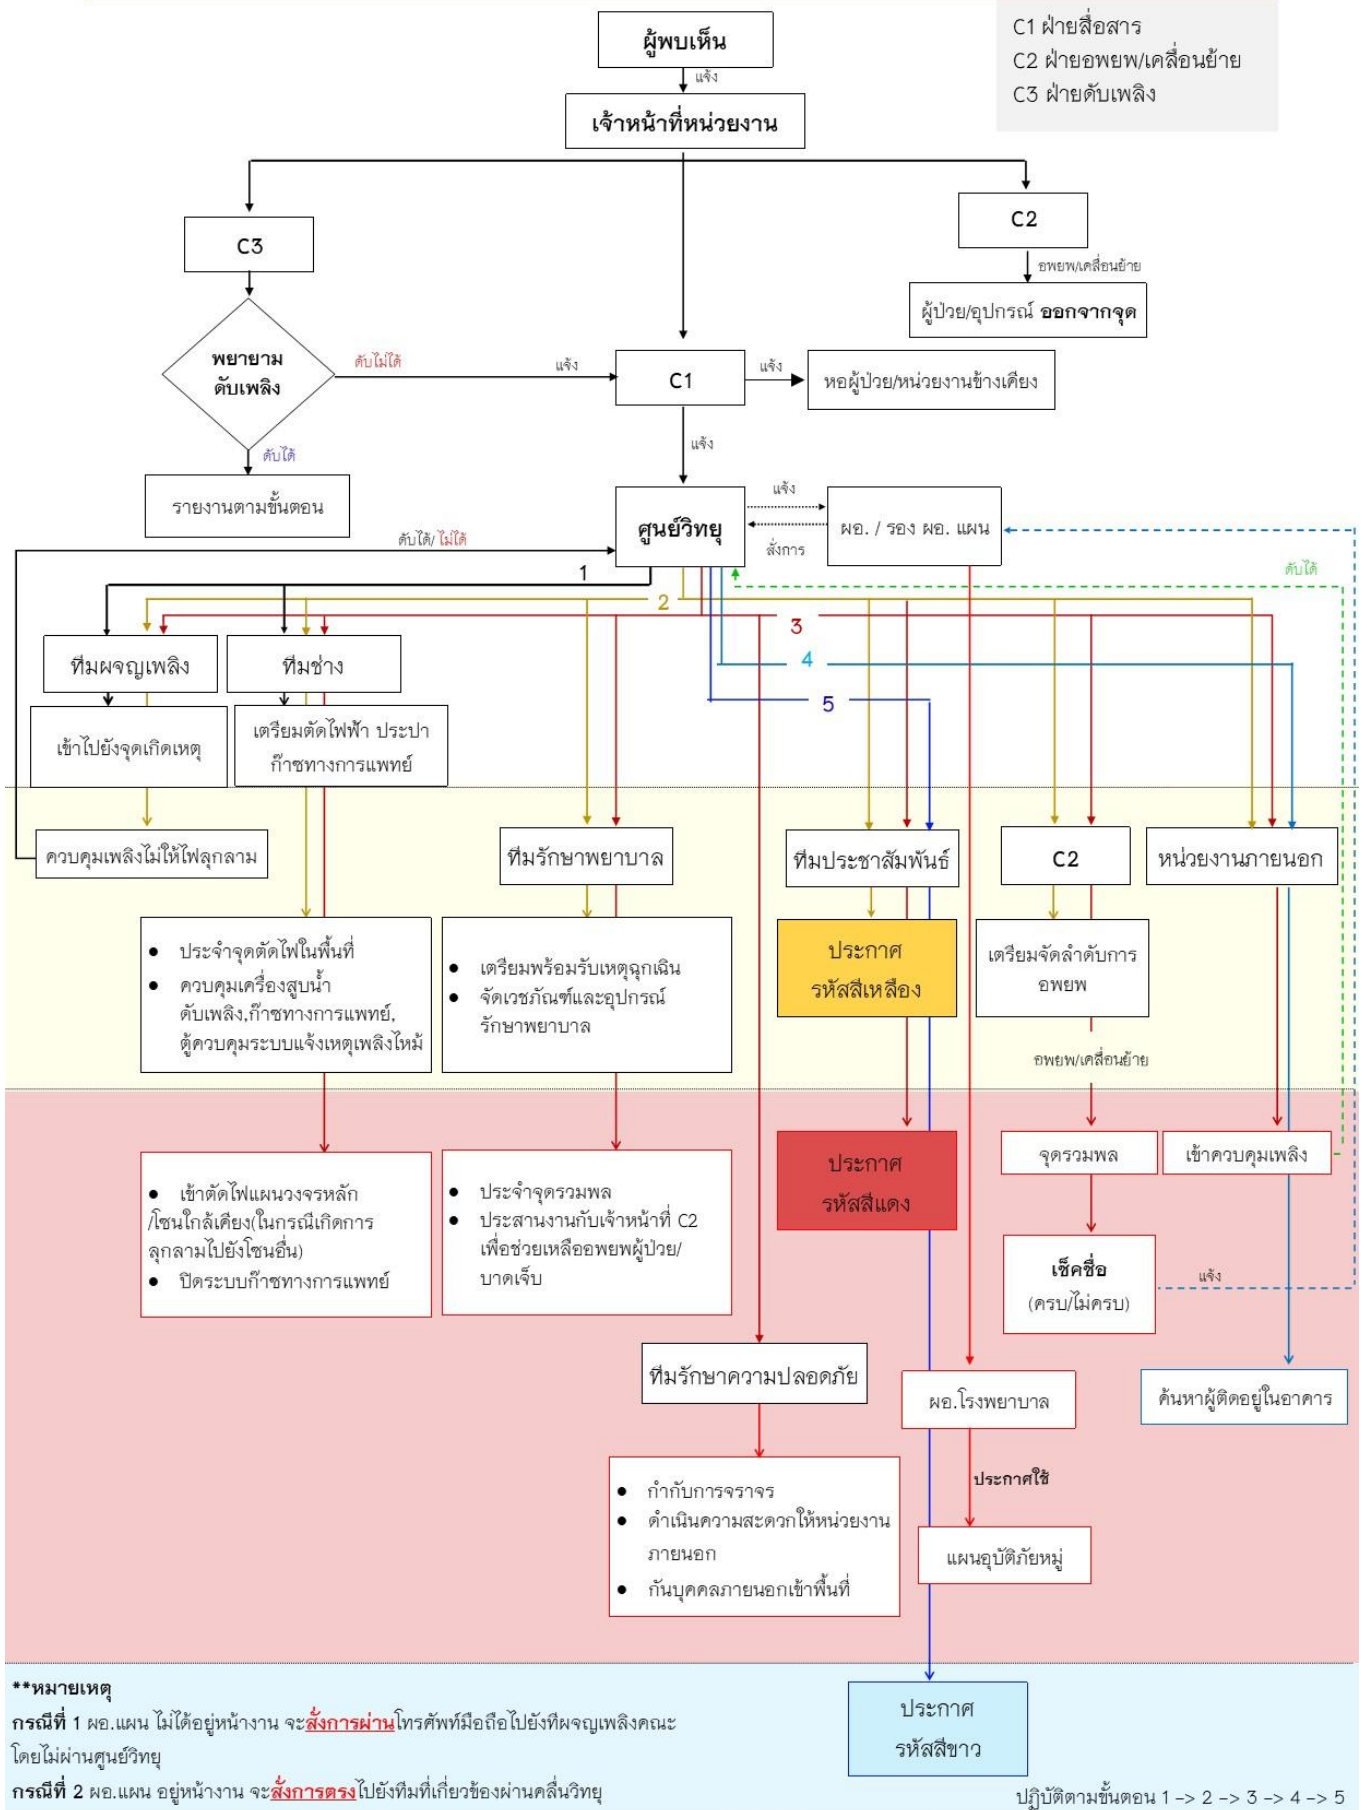 C1 ฝ่ายสื่อสาร
C2 ฝ่ายอพยพ/เคลื่อนย้าย
C3 ฝ่ายดับเพลิง
ผู้พบเห็น
แจ้ง
เจ้าหน้าที่หน่วยงาน
C3
C2
อพยพ/เคลื่อนย้าย
ผู้ป่วย/อุปกรณ์ ออกจากจุด
พยายาม
ดับเพลิง
ดับไม่ได้
แจ้ง
C1
แจ้ง
หอผู้ป่วย/หน่วยงานข้างเคียง
ดับได้
แจ้ง
รายงานตามขั้นตอน
ศูนย์วิทยุ
แจ้ง
สั่งการ
ผอ. / รอง ผอ. แผน
ดับได้/ ไม่ได้
ดับได้
1
2
3
4
5
ทีมผจญเพลิง
ทีมช่าง
เข้าไปยังจุดเกิดเหตุ
เตรียมตัดไฟฟ้า ประปา
ก๊าซทางการแพทย์
ควบคุมเพลิงไม่ให้ไฟลุกลาม
ทีมรักษาพยาบาล
ทีมประชาสัมพันธ์
C2
หน่วยงานภายนอก
● ประจำจุดตัดไฟในพื้นที่
● ควบคุมเครื่องสูบน้ำ
ดับเพลิง,ก๊าซทางการแพทย์,
ตู้ควบคุมระบบแจ้งเหตุเพลิงไหม้
● เตรียมพร้อมรับเหตุฉุกเฉิน
● จัดเวชภัณฑ์และอุปกรณ์
รักษาพยาบาล
ประกาศ
รหัสสีเหลือง
เตรียมจัดลำดับการ
อพยพ
อพยพ/เคลื่อนย้าย
● เข้าตัดไฟแผนวงจรหลัก
/โซนใกล้เคียง(ในกรณีเกิดการ
ลุกลามไปยังโซนอื่น)
● ปิดระบบก๊าซทางการแพทย์
● ประจำจุดรวมพล
● ประสานงานกับเจ้าหน้าที่ C2
เพื่อช่วยเหลืออพยพผู้ป่วย/
บาดเจ็บ
ประกาศ
รหัสสีแดง
จุดรวมพล
เข้าควบคุมเพลิง
เช็คชื่อ
(ครบ/ไม่ครบ)
แจ้ง
ทีมรักษาความปลอดภัย
ผอ.โรงพยาบาล
ค้นหาผู้ติดอยู่ในอาคาร
ประกาศใช้
● กำกับการจราจร
● ดำเนินความสะดวกให้หน่วยงาน
ภายนอก
● กันบุคคลภายนอกเข้าพื้นที่
แผนอุบัติภัยหมู่
**หมายเหตุ
กรณีที่ 1 ผอ.แผน ไม่ได้อยู่หน้างาน จะสั่งการผ่านโทรศัพท์มือถือไปยังทีผจญเพลิงคณะ
โดยไม่ผ่านศูนย์วิทยุ
กรณีที่ 2 ผอ.แผน อยู่หน้างาน จะสั่งการตรงไปยังทีมที่เกี่ยวข้องผ่านคลื่นวิทยุ
ประกาศ
รหัสสีขาว
ปฏิบัติตามขั้นตอน 1 -> 2 -> 3 -> 4 -> 5